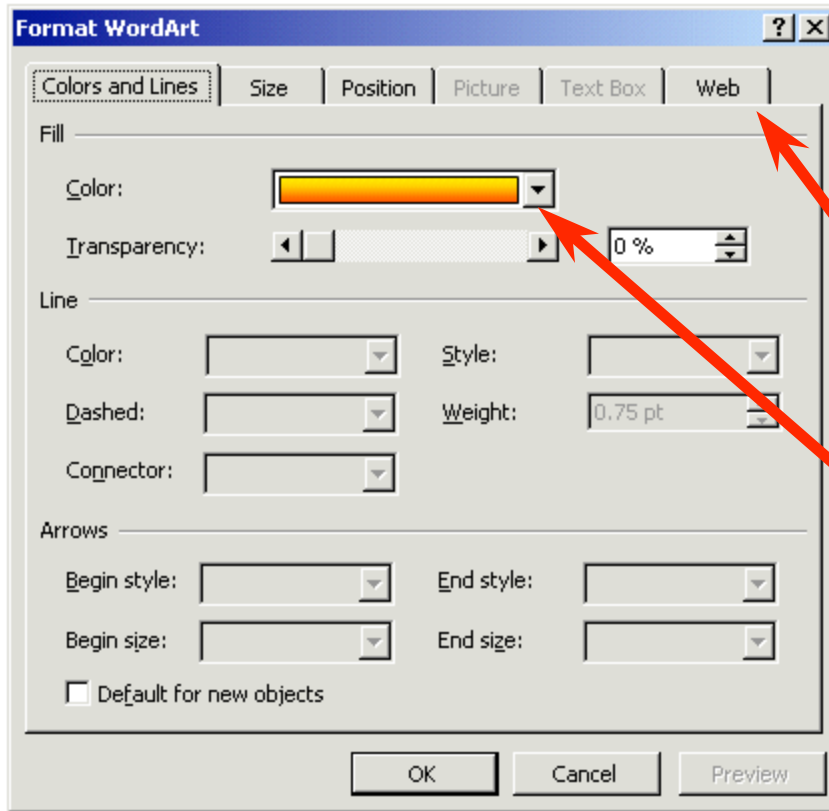 Format WordArt
Colors and Lines Size Position Picture Text Box Web
Fill
Color:
Transparency: 0 %
Line
Color: Style:
Dashed: Weight: 0.75 pt
Connector:
Arrows
Begin style: End style:
Begin size: End size:
Default for new objects
OK Cancel Preview